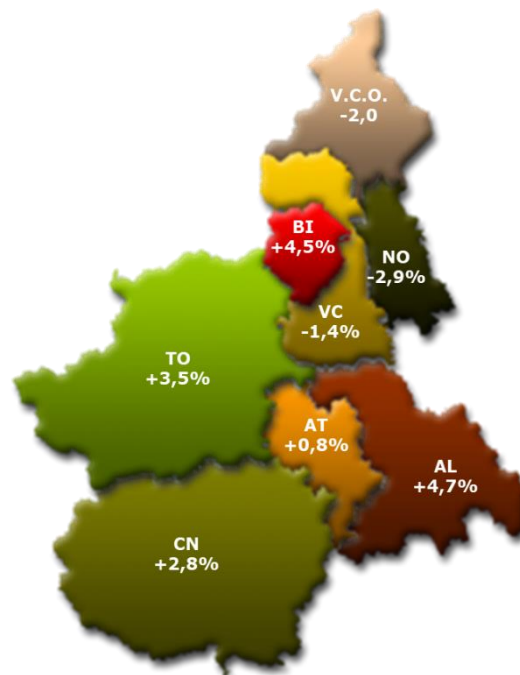 V.C.O.
-2,0
BI
+4,5%
NO
-2,9%
VC
-1,4%
TO
+3,5%
AT
+0,8%
AL
+4,7%
CN
+2,8%